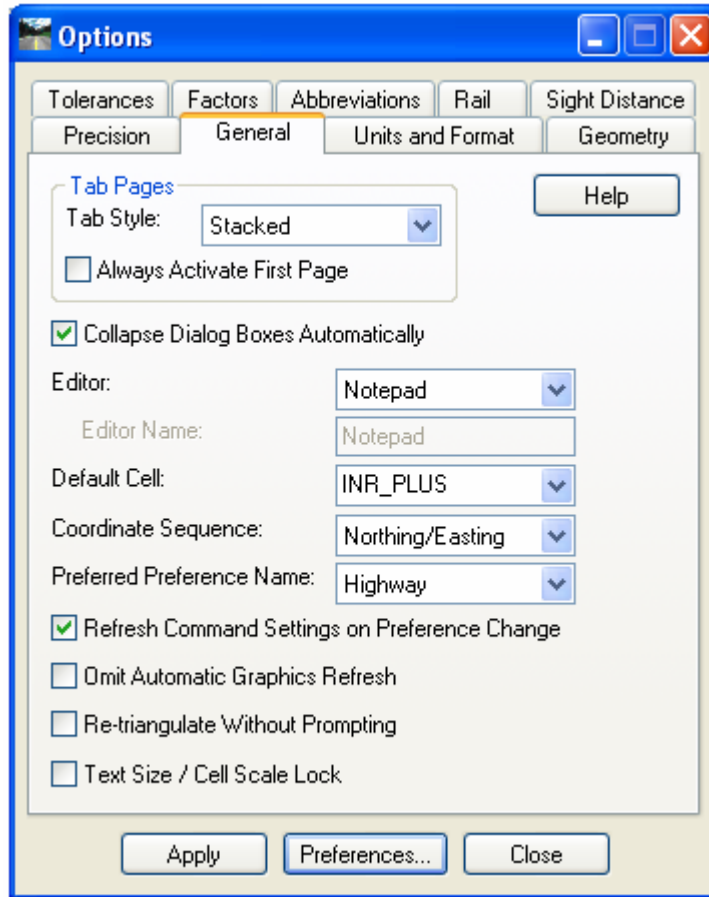 Options
Tolerances Factors Abbreviations Rail Sight Distance
Precision General Units and Format Geometry
Tab Pages
Help
Tab Style: Stacked
Always Activate First Page
Collapse Dialog Boxes Automatically
Editor: Notepad
Editor Name: Notepad
Default Cell: INR_PLUS
Coordinate Sequence: Northing/Easting
Preferred Preference Name: Highway
Refresh Command Settings on Preference Change
Omit Automatic Graphics Refresh
Re-triangulate Without Prompting
Text Size / Cell Scale Lock
Apply Preferences... Close